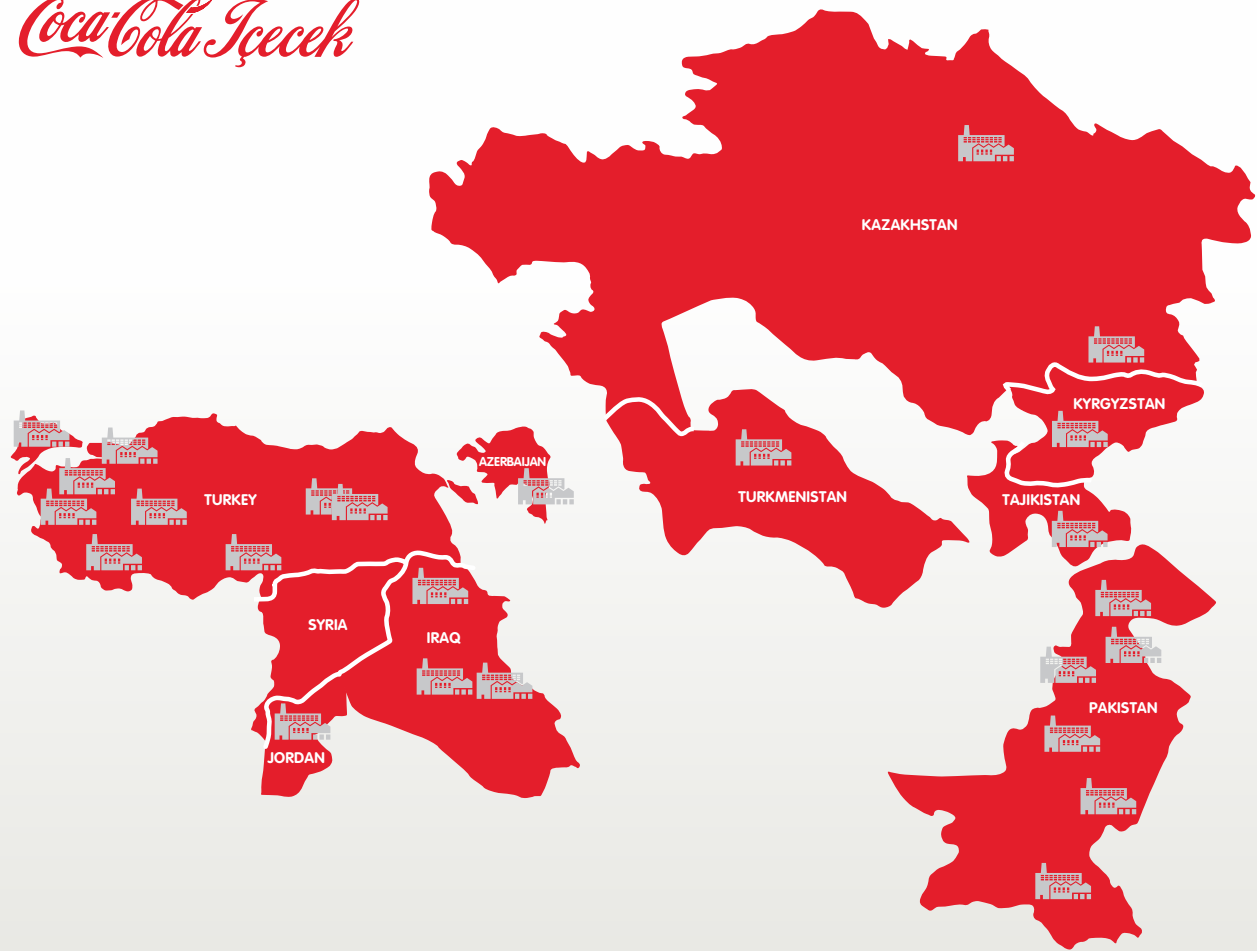 Coca-Cola İçecek
KAZAKHSTAN
KYRGYZSTAN
AZERBAIJAN
TURKEY
TURKMENISTAN
TAJIKISTAN
SYRIA
IRAQ
PAKISTAN
JORDAN